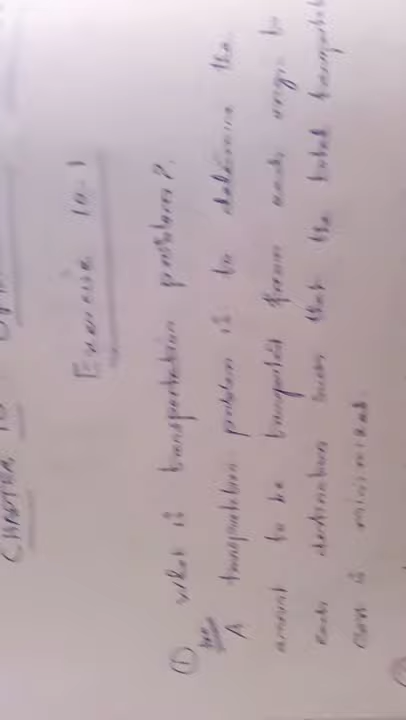 CHAPTER 10
Exercise 10.1
① What is transportation problem?
A transportation problem is to determine the
amount to be transported from each origin to
each destination such that the total
cost is minimized.